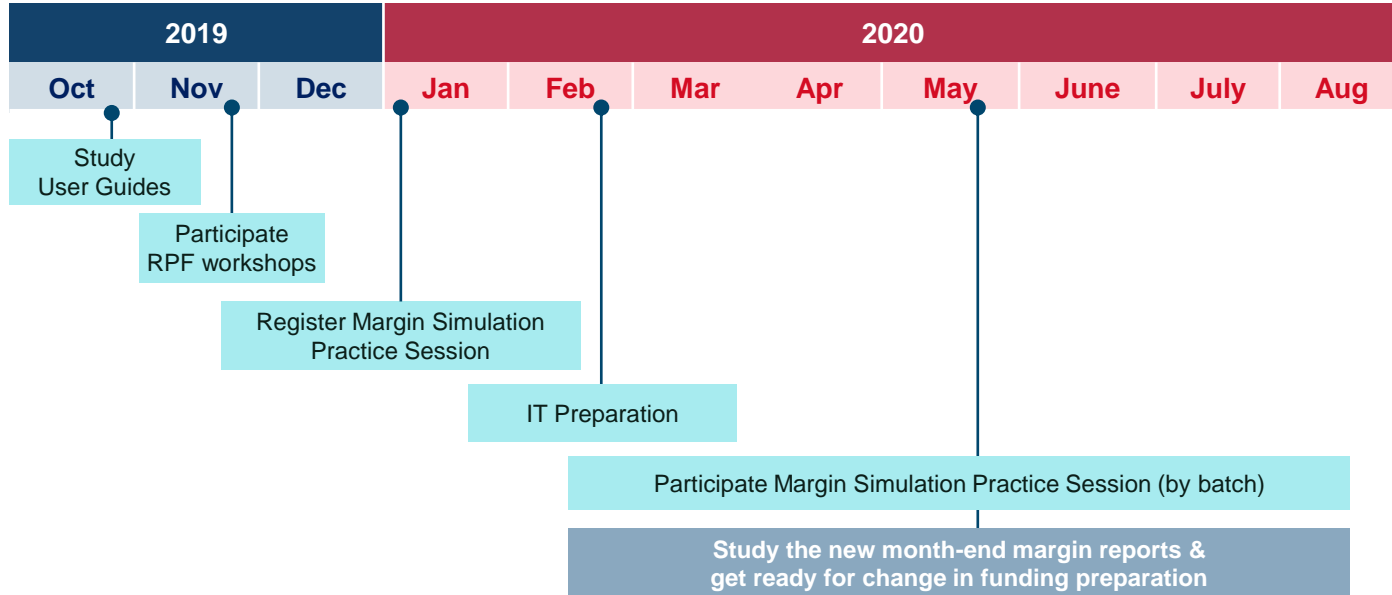 2019
2020
Oct
Nov
Dec
Jan
Feb
Mar
Apr
May
June
July
Aug
Study
User Guides
Participate
RPF workshops
Register Margin Simulation
Practice Session
IT Preparation
Participate Margin Simulation Practice Session (by batch)
Study the new month-end margin reports &
get ready for change in funding preparation